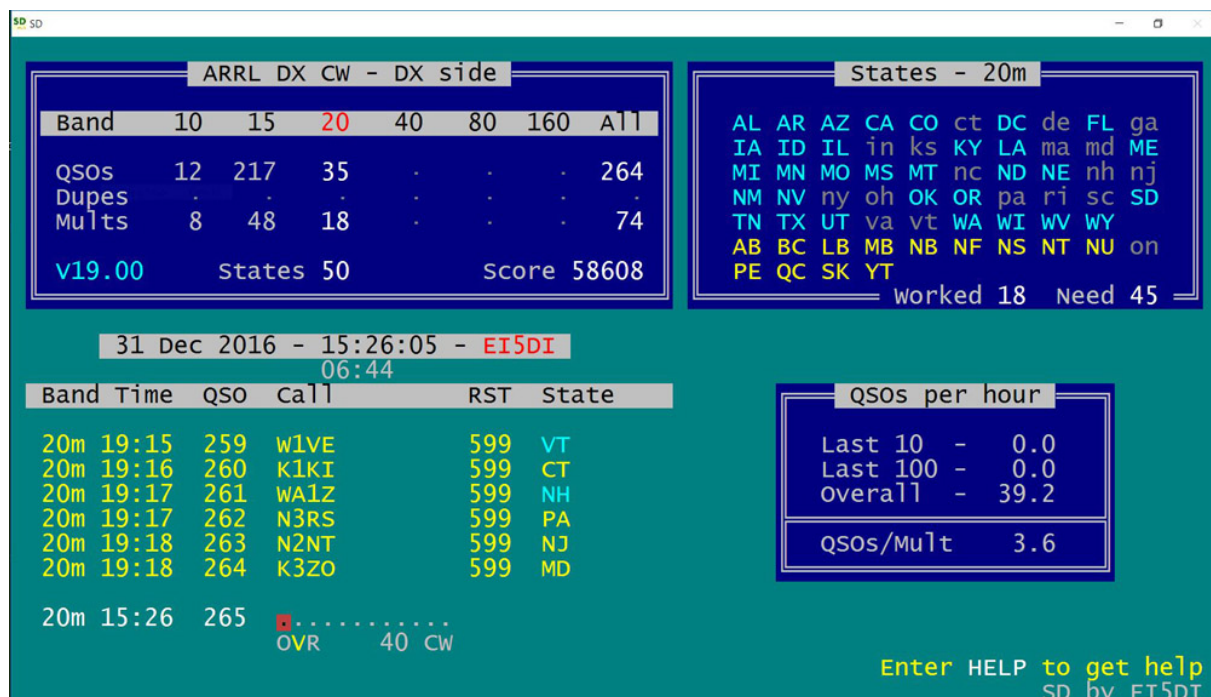 SD SD
ARRL DX CW - DX side
Band 10 15 20 40 80 160 All
QSOs 12 217 35 . . . 264
Dupes . . . . . . .
Mults 8 48 18 . . . 74
V19.00 States 50 Score 58608
States - 20m
AL AR AZ CA CO ct DC de FL ga
IA ID IL in ks KY LA ma md ME
MI MN MO MS MT nc ND NE nh nj
NM NV ny oh OK OR pa ri sc SD
TN TX UT va vt WA WI WV WY
AB BC LB MB NB NF NS NT NU on
PE QC SK YT
Worked 18 Need 45
31 Dec 2016 - 15:26:05 - EI5DI
06:44
Band Time QSO Call RST State
20m 19:15 259 W1VE 599 VT
20m 19:16 260 K1KI 599 CT
20m 19:17 261 WA1Z 599 NH
20m 19:17 262 N3RS 599 PA
20m 19:18 263 N2NT 599 NJ
20m 19:18 264 K3ZO 599 MD
20m 15:26 265 ............
OVR 40 CW
QSOs per hour
Last 10 - 0.0
Last 100 - 0.0
Overall - 39.2
QSOs/Mult 3.6
Enter HELP to get help
SD by EI5DI